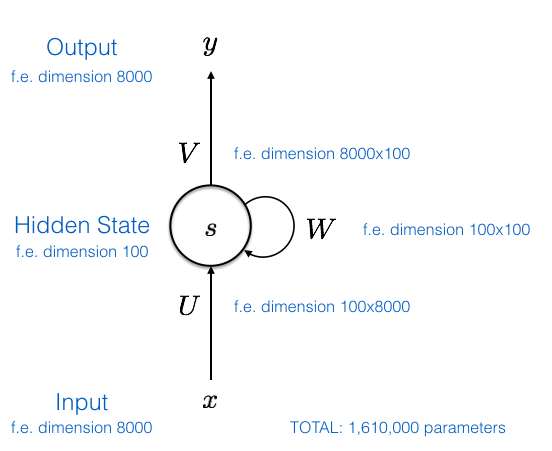 Output
y
f.e. dimension 8000
V
f.e. dimension 8000x100
Hidden State
s
W
f.e. dimension 100x100
f.e. dimension 100
U
f.e. dimension 100x8000
Input
x
f.e. dimension 8000
TOTAL: 1,610,000 parameters